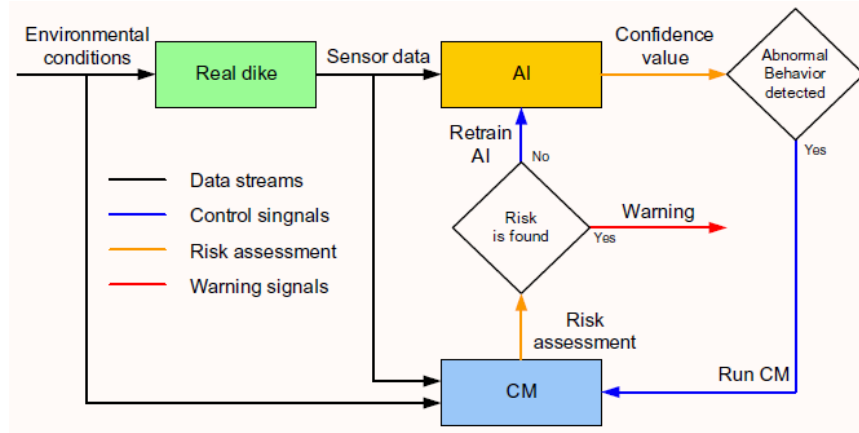 Environmental
conditions
Real dike
Sensor data
AI
Confidence
value
Abnormal
Behavior
detected
Yes
Retrain
AI
No
Data streams
Control singnals
Risk assessment
Warning signals
Risk
is found
Yes
Warning
Risk
assessment
CM
Run CM